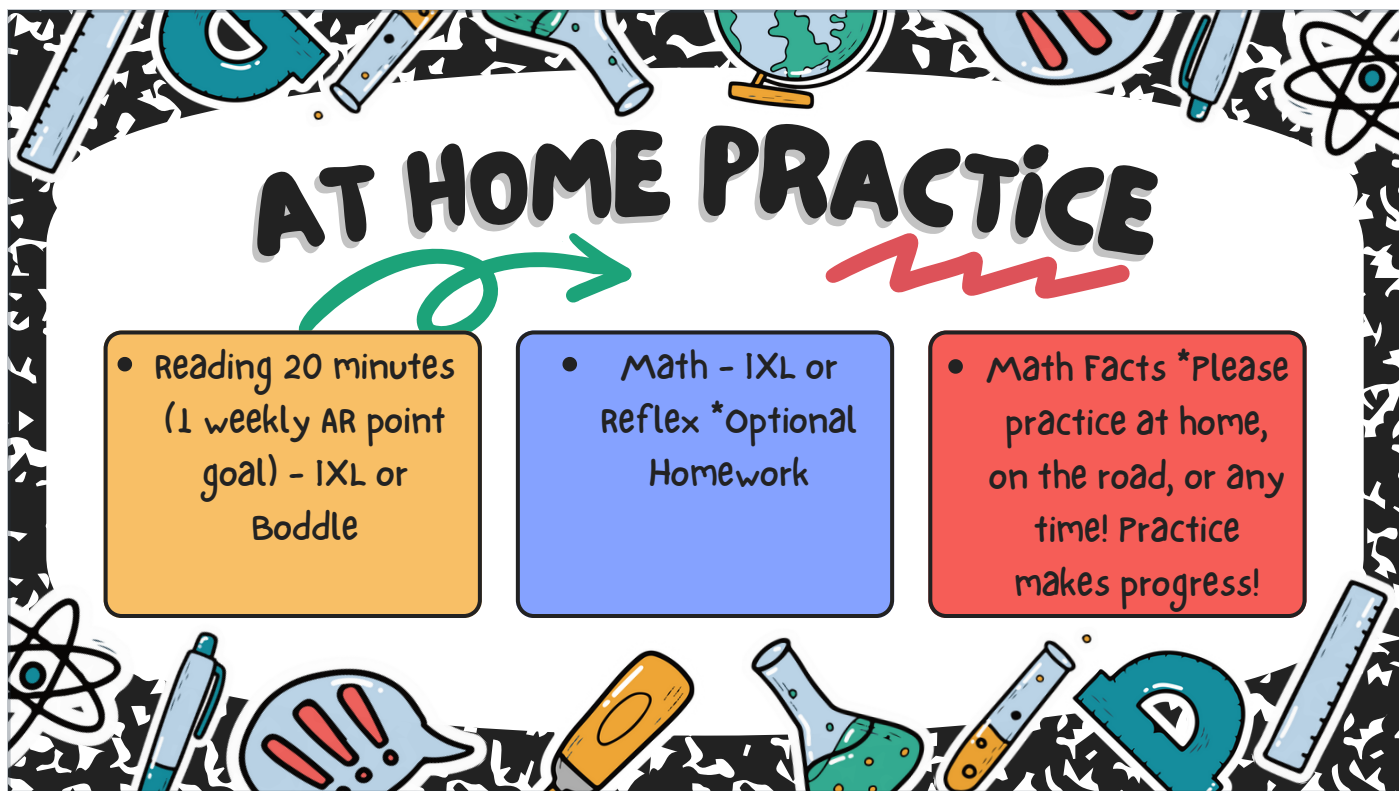 AT HOME PRACTICE
• Reading 20 minutes
(1 weekly AR point
goal) - IXL or
Boddle
• Math - IXL or
Reflex *Optional
Homework
• Math Facts *Please
practice at home,
on the road, or any
time! Practice
makes progress!